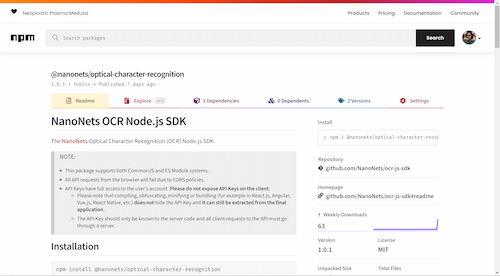 Neoplastic Plasma Medusa
Products Pricing Documentation Community
npm Search packages Search
@nanonets/optical-character-recognition
1.0.1 • Public • Published 7 days ago
Readme Explore BETA 3 Dependencies 0 Dependents 2 Versions Settings
NanoNets OCR Node.js SDK
The NanoNets Optical Character Recognition (OCR) Node.js SDK.
NOTE:
This package supports both CommonJS and ES Module systems.
All API requests from the browser will fail due to CORS policies.
API Keys have full access to the user's account. Please do not expose API Keys on the client.
Please note that compiling, obfuscating, minifying or bundling (for example in React.js, Angular,
Vue.js, React Native, etc.) does not hide the API Key and it can still be extracted from the final
application.
The API Key should only be known to the server code and all client requests to the API must go
through a server.
Installation
npm install @nanonets/optical-character-recognition
Install
> npm i @nanonets/optical-character-reco
Repository
github.com/NanoNets/ocr-js-sdk
Homepage
github.com/NanoNets/ocr-js-sdk#readme
Weekly Downloads
63
Version License
1.0.1 MIT
Unpacked Size Total Files